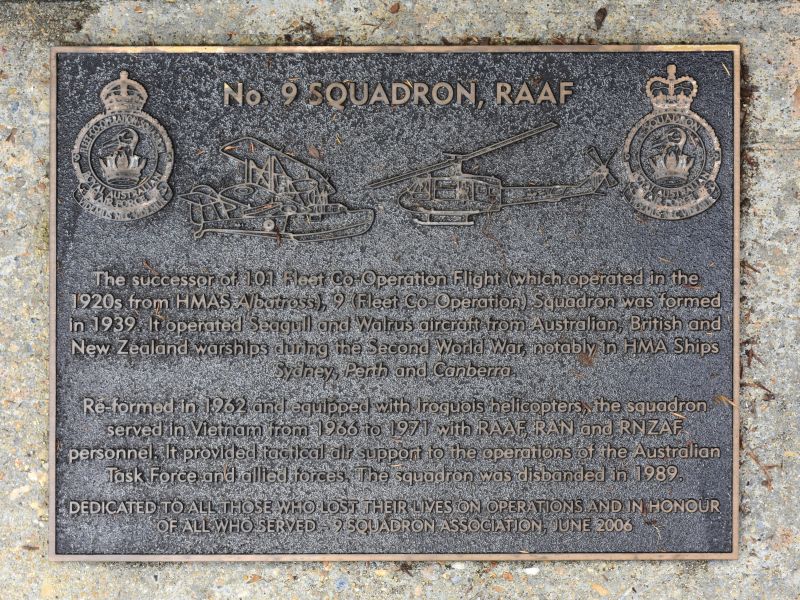 No. 9 SQUADRON, RAAF
The successor of 101 Fleet Co-Operation Flight (which operated in the
1920s from HMAS Albatross), 9 (Fleet Co-Operation) Squadron was formed
in 1939. It operated Seagull and Walrus aircraft from Australian, British and
New Zealand warships during the Second World War, notably in HMA Ships
Sydney, Perth and Canberra.
Re-formed in 1962 and equipped with Iroquois helicopters, the squadron
served in Vietnam from 1966 to 1971 with RAAF, RAN and RNZAF
personnel. It provided tactical air support to the operations of the Australian
Task Force and allied forces. The squadron was disbanded in 1989.
DEDICATED TO ALL THOSE WHO LOST THEIR LIVES ON OPERATIONS AND IN HONOUR
OF ALL WHO SERVED - 9 SQUADRON ASSOCIATION, JUNE 2006